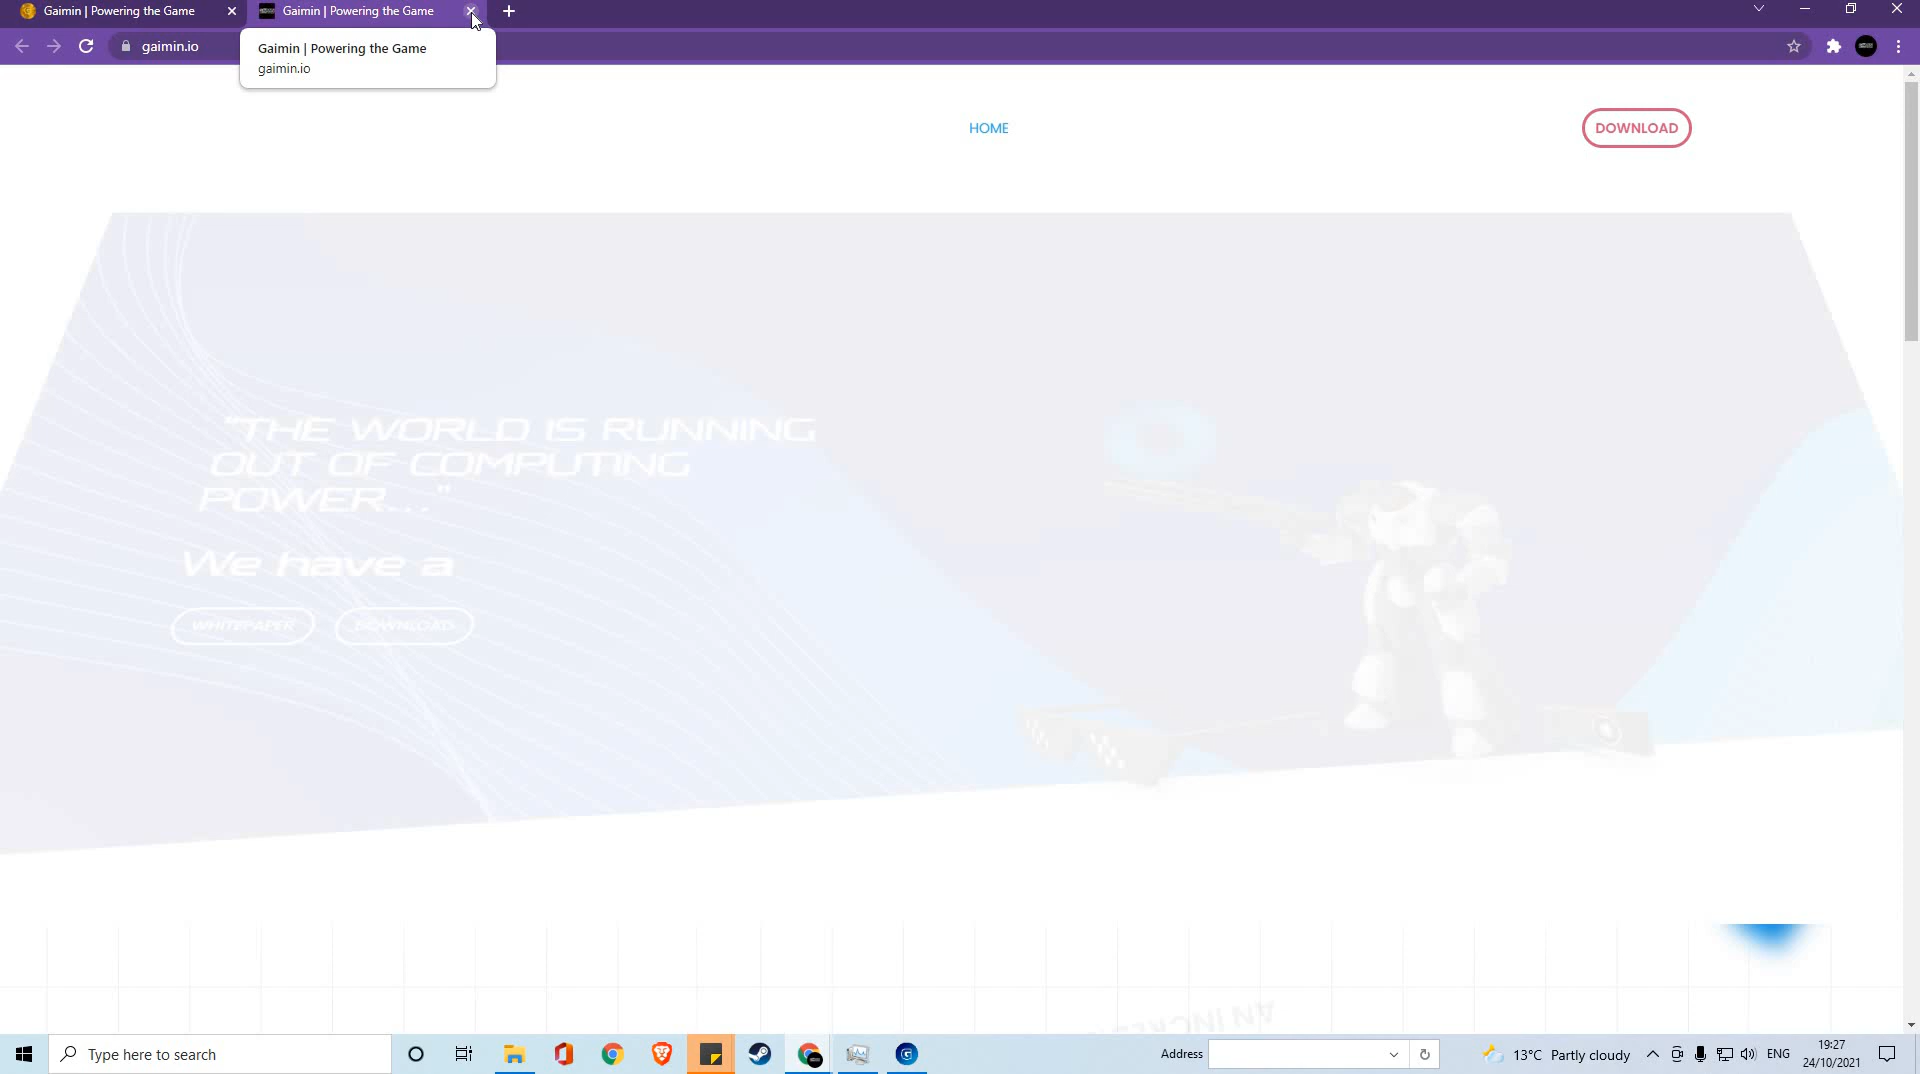 Gaimin | Powering the Game
Gaimin | Powering the Game
gaimin.io
Gaimin | Powering the Game
gaimin.io
HOME
DOWNLOAD
"THE WORLD IS RUNNING
OUT OF COMPUTING
POWER..."
We have a
WHITEPAPER
DOWNLOAD
Type here to search
Address
13°C Partly cloudy
ENG
19:27
24/10/2021